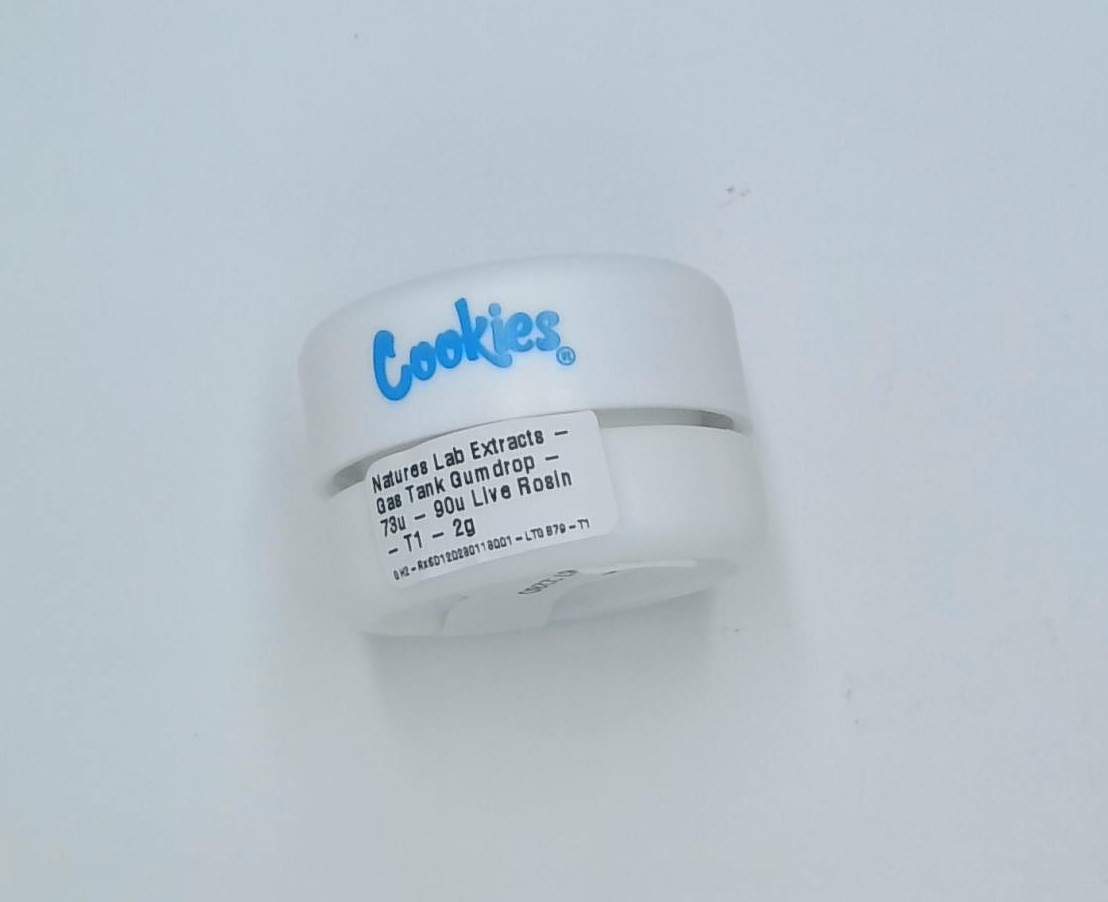 Cookies®
Natures Lab Extracts –
Gas Tank Gumdrop –
73u – 90u Live Rosin
– T1 – 2g